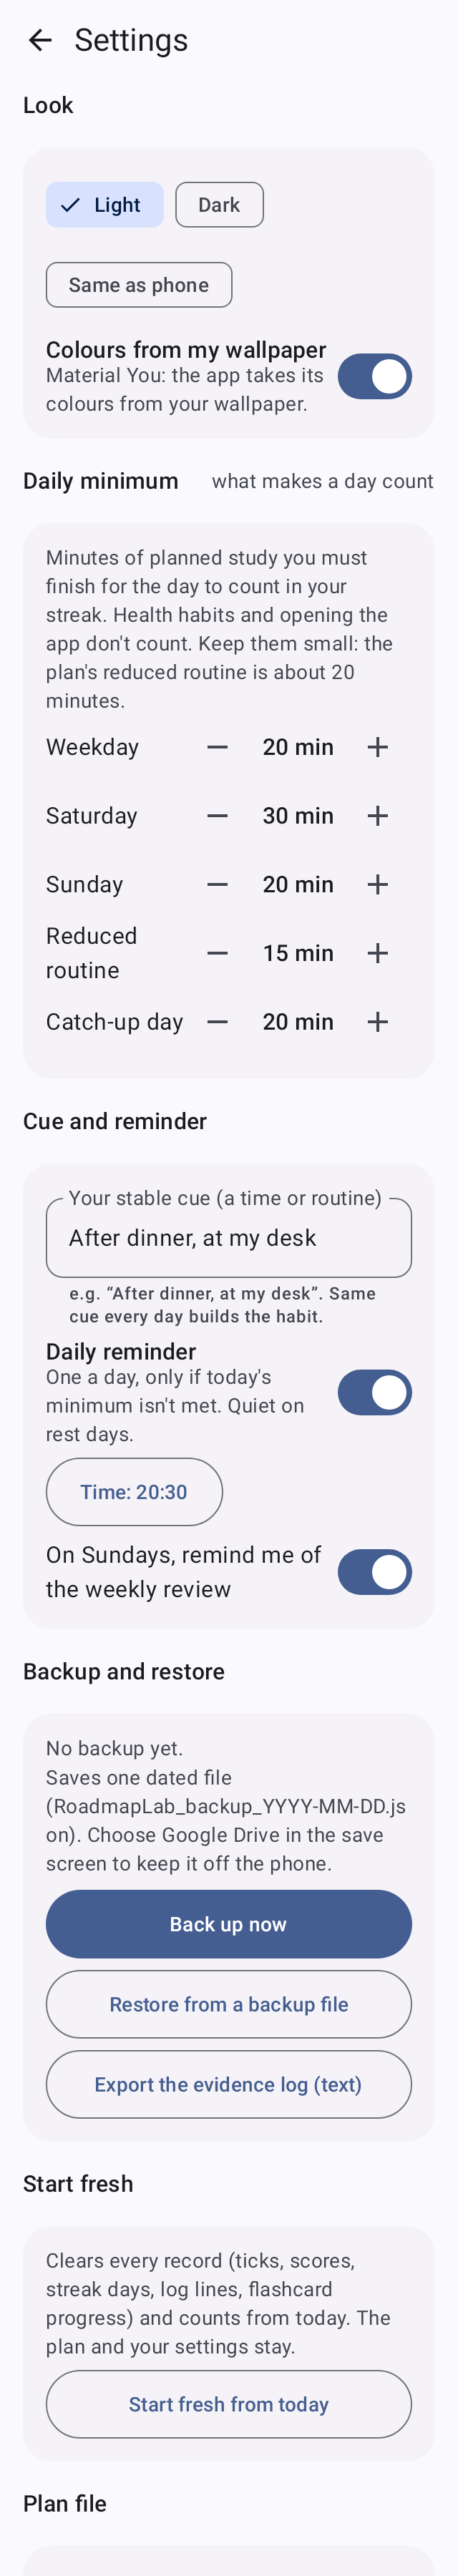 Settings
Look
Light
Dark
Same as phone
Colours from my wallpaper
Material You: the app takes its
colours from your wallpaper.
Daily minimum
what makes a day count
Minutes of planned study you must
finish for the day to count in your
streak. Health habits and opening the
app don't count. Keep them small: the
plan's reduced routine is about 20
minutes.
Weekday — 20 min +
Saturday — 30 min +
Sunday — 20 min +
Reduced
routine — 15 min +
Catch-up day — 20 min +
Cue and reminder
Your stable cue (a time or routine)
After dinner, at my desk
e.g. “After dinner, at my desk”. Same
cue every day builds the habit.
Daily reminder
One a day, only if today's
minimum isn't met. Quiet on
rest days.
Time: 20:30
On Sundays, remind me of
the weekly review
Backup and restore
No backup yet.
Saves one dated file
(RoadmapLab_backup_YYYY-MM-DD.js
on). Choose Google Drive in the save
screen to keep it off the phone.
Back up now
Restore from a backup file
Export the evidence log (text)
Start fresh
Clears every record (ticks, scores,
streak days, log lines, flashcard
progress) and counts from today. The
plan and your settings stay.
Start fresh from today
Plan file